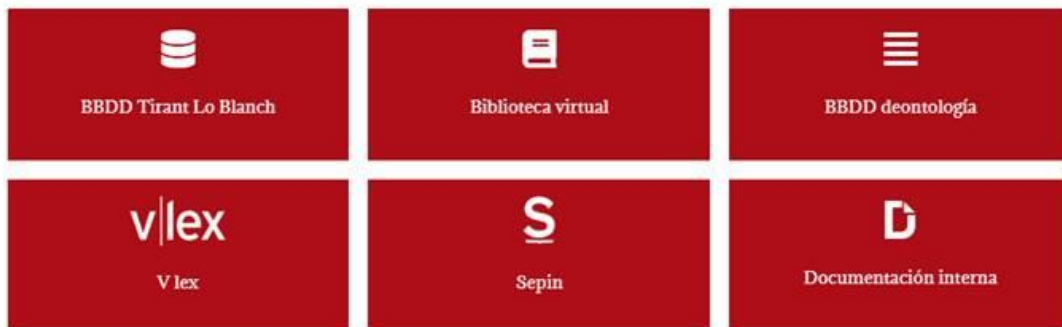 BBDD Tirant Lo Blanch
Biblioteca virtual
BBDD deontología
v|lex
V lex
S
Sepin
D
Documentación interna